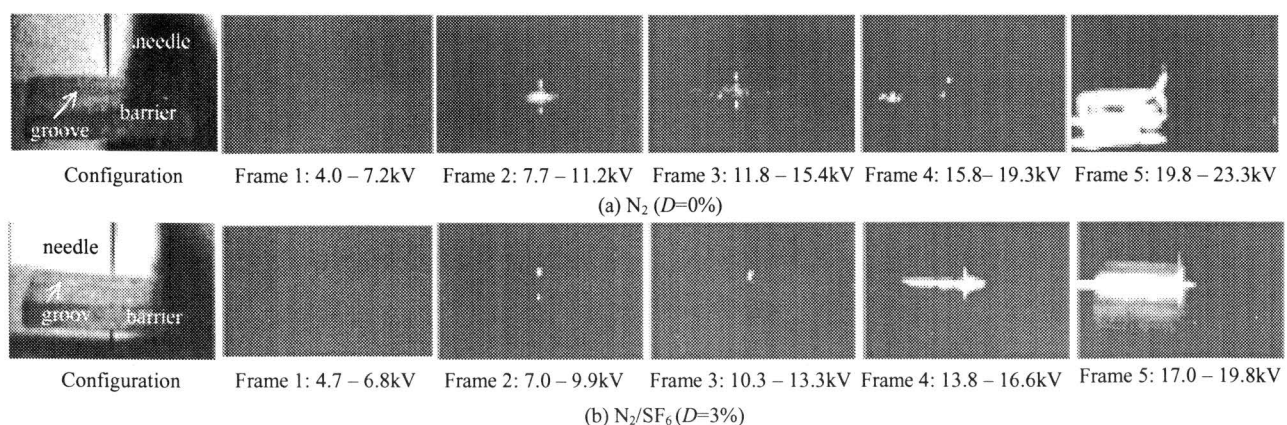 needle
barrier
groove
Configuration Frame 1: 4.0 – 7.2kV Frame 2: 7.7 – 11.2kV Frame 3: 11.8 – 15.4kV Frame 4: 15.8– 19.3kV Frame 5: 19.8 – 23.3kV
(a) N₂ (D=0%)
needle
groov barrier
Configuration Frame 1: 4.7 – 6.8kV Frame 2: 7.0 – 9.9kV Frame 3: 10.3 – 13.3kV Frame 4: 13.8 – 16.6kV Frame 5: 17.0 – 19.8kV
(b) N₂/SF₆ (D=3%)